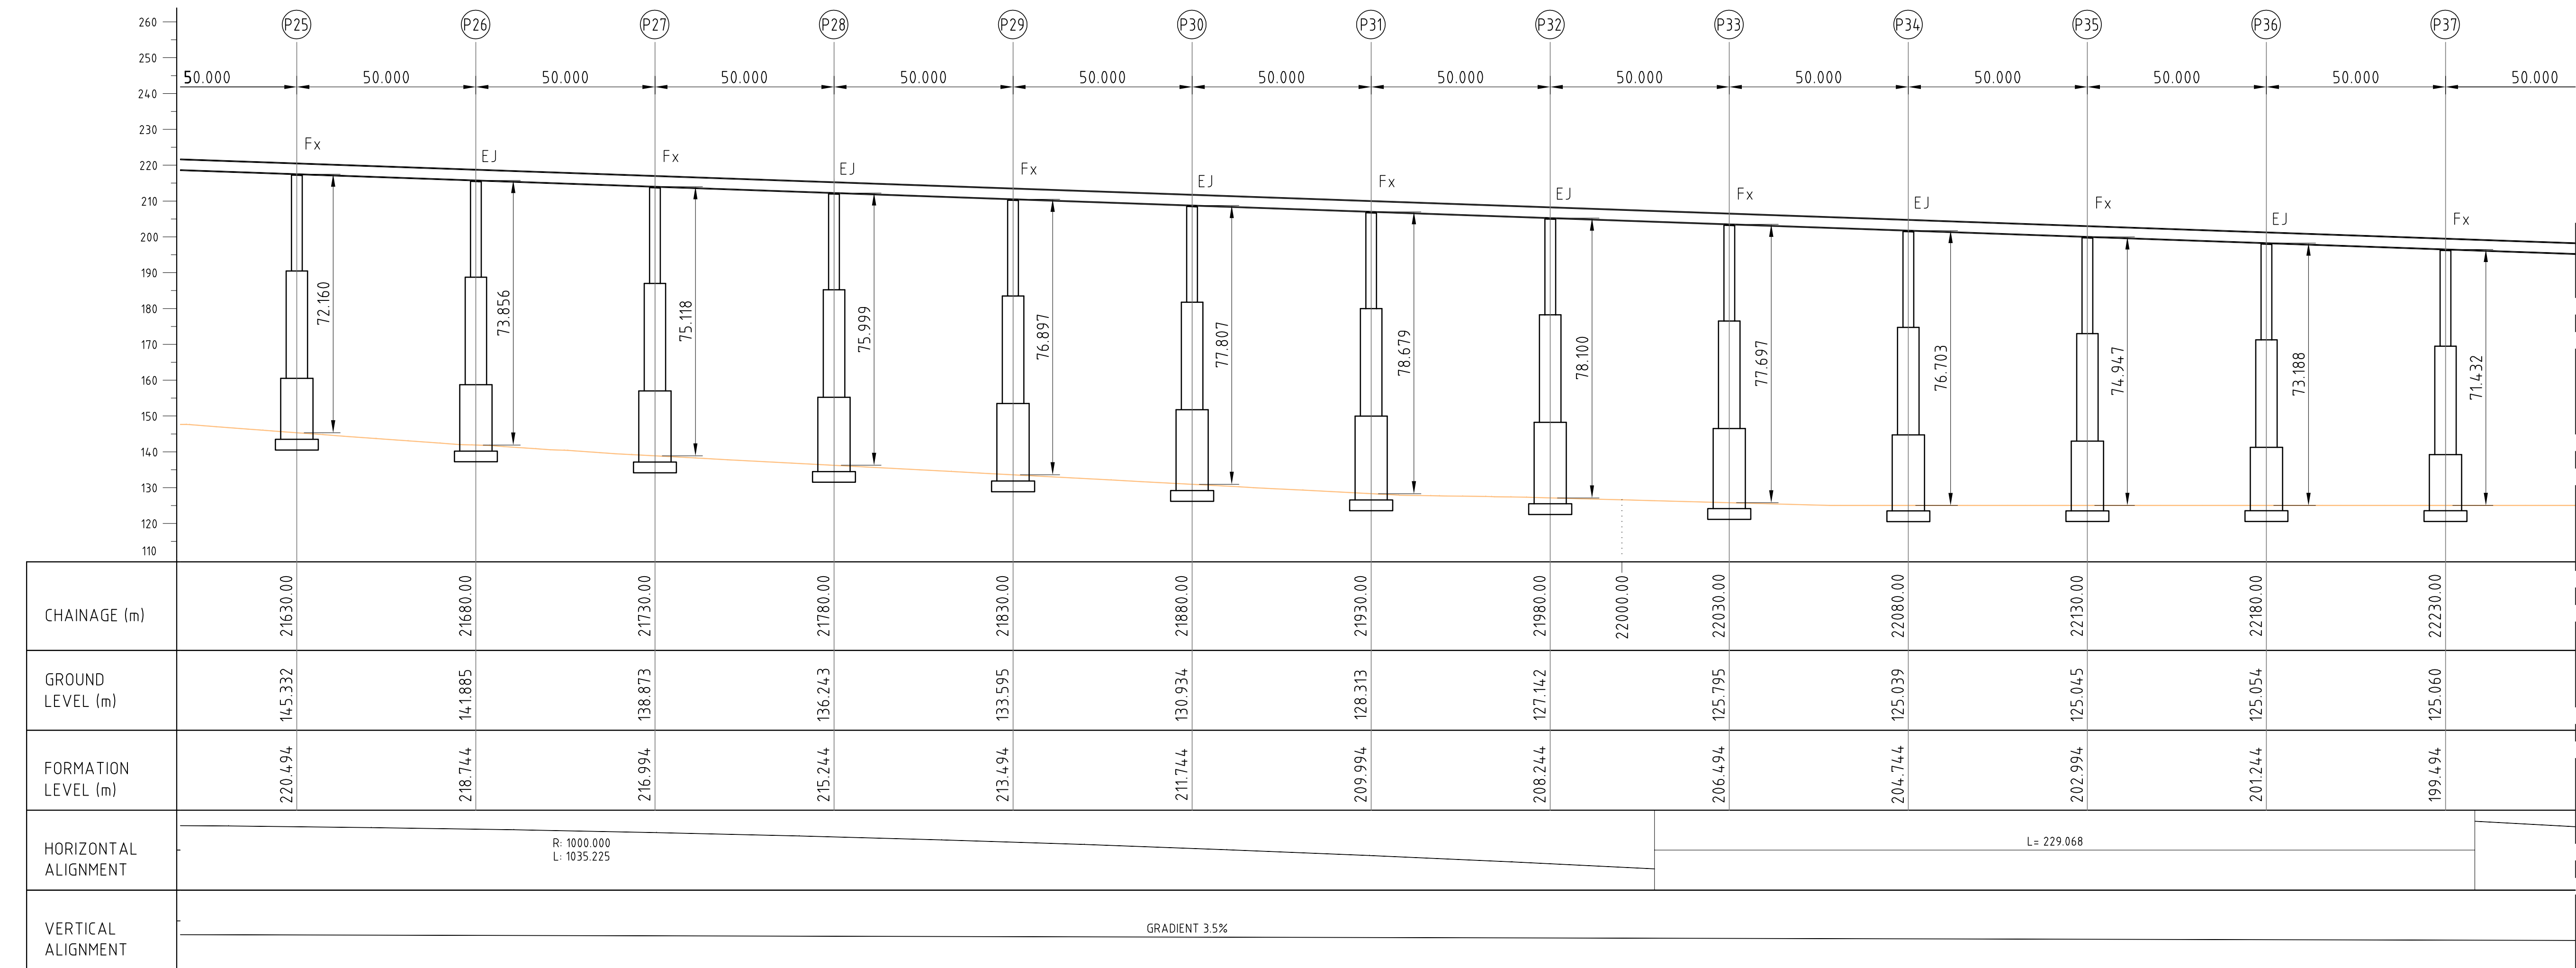 P25 P26 P27 P28 P29 P30 P31 P32 P33 P34 P35 P36 P37
50.000 50.000 50.000 50.000 50.000 50.000 50.000 50.000 50.000 50.000 50.000 50.000 50.000 50.000
260
250
240
230
220
210
200
190
180
170
160
150
140
130
120
110
Fx EJ Fx EJ Fx EJ Fx EJ Fx EJ Fx EJ Fx
72.160 73.856 75.118 75.999 76.897 77.807 78.679 78.100 77.697 76.703 74.947 73.188 71.432
CHAINAGE (m)
21630.00 21680.00 21730.00 21780.00 21830.00 21880.00 21930.00 21980.00 22000.00 22030.00 22080.00 22130.00 22180.00 22230.00
GROUND
LEVEL (m)
145.332 141.885 138.873 136.243 133.595 130.934 128.313 127.142 125.795 125.039 125.045 125.054 125.060
FORMATION
LEVEL (m)
220.494 218.744 216.994 215.244 213.494 211.744 209.994 208.244 206.494 204.744 202.994 201.244 199.494
HORIZONTAL
ALIGNMENT
R: 1000.000
L: 1035.225
L= 229.068
VERTICAL
ALIGNMENT
GRADIENT 3.5%